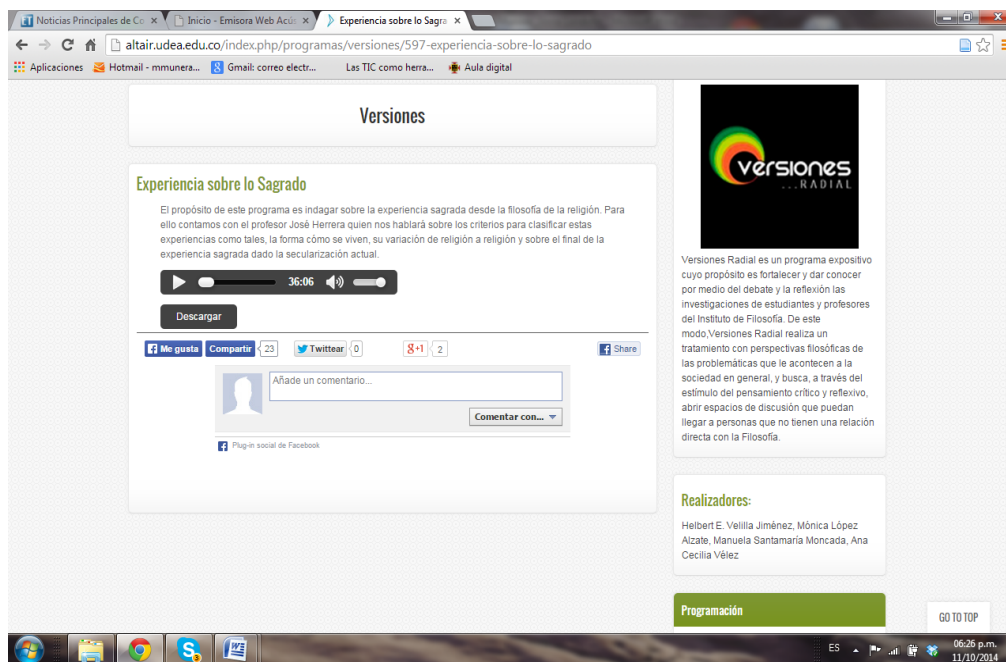 Noticias Principales de Co
Inicio - Emisora Web Acús
Experiencia sobre lo Sagra
altair.udea.edu.co/index.php/programas/versiones/597-experiencia-sobre-lo-sagrado
Aplicaciones
Hotmail - mmunera...
Gmail: correo electr...
Las TIC como herra...
Aula digital
Versiones
Experiencia sobre lo Sagrado
El propósito de este programa es indagar sobre la experiencia sagrada desde la filosofía de la religión. Para
ello contamos con el profesor José Herrera quien nos hablará sobre los criterios para clasificar estas
experiencias como tales, la forma cómo se viven, su variación de religión a religión y sobre el final de la
experiencia sagrada dado la secularización actual.
36:06
Descargar
Me gusta Compartir 23 Twittear 0 g+1 2 Share
Añade un comentario...
Comentar con...
Plug-in social de Facebook
versiones
...RADIAL
Versiones Radial es un programa expositivo
cuyo propósito es fortalecer y dar conocer
por medio del debate y la reflexión las
investigaciones de estudiantes y profesores
del Instituto de Filosofía. De este
modo,Versiones Radial realiza un
tratamiento con perspectivas filosóficas de
las problemáticas que le acontecen a la
sociedad en general, y busca, a través del
estímulo del pensamiento crítico y reflexivo,
abrir espacios de discusión que puedan
llegar a personas que no tienen una relación
directa con la Filosofía.
Realizadores:
Helbert E. Velilla Jiménez, Mónica López
Alzate, Manuela Santamaría Moncada, Ana
Cecilia Vélez
Programación
GO TO TOP
ES
06:26 p.m.
11/10/2014